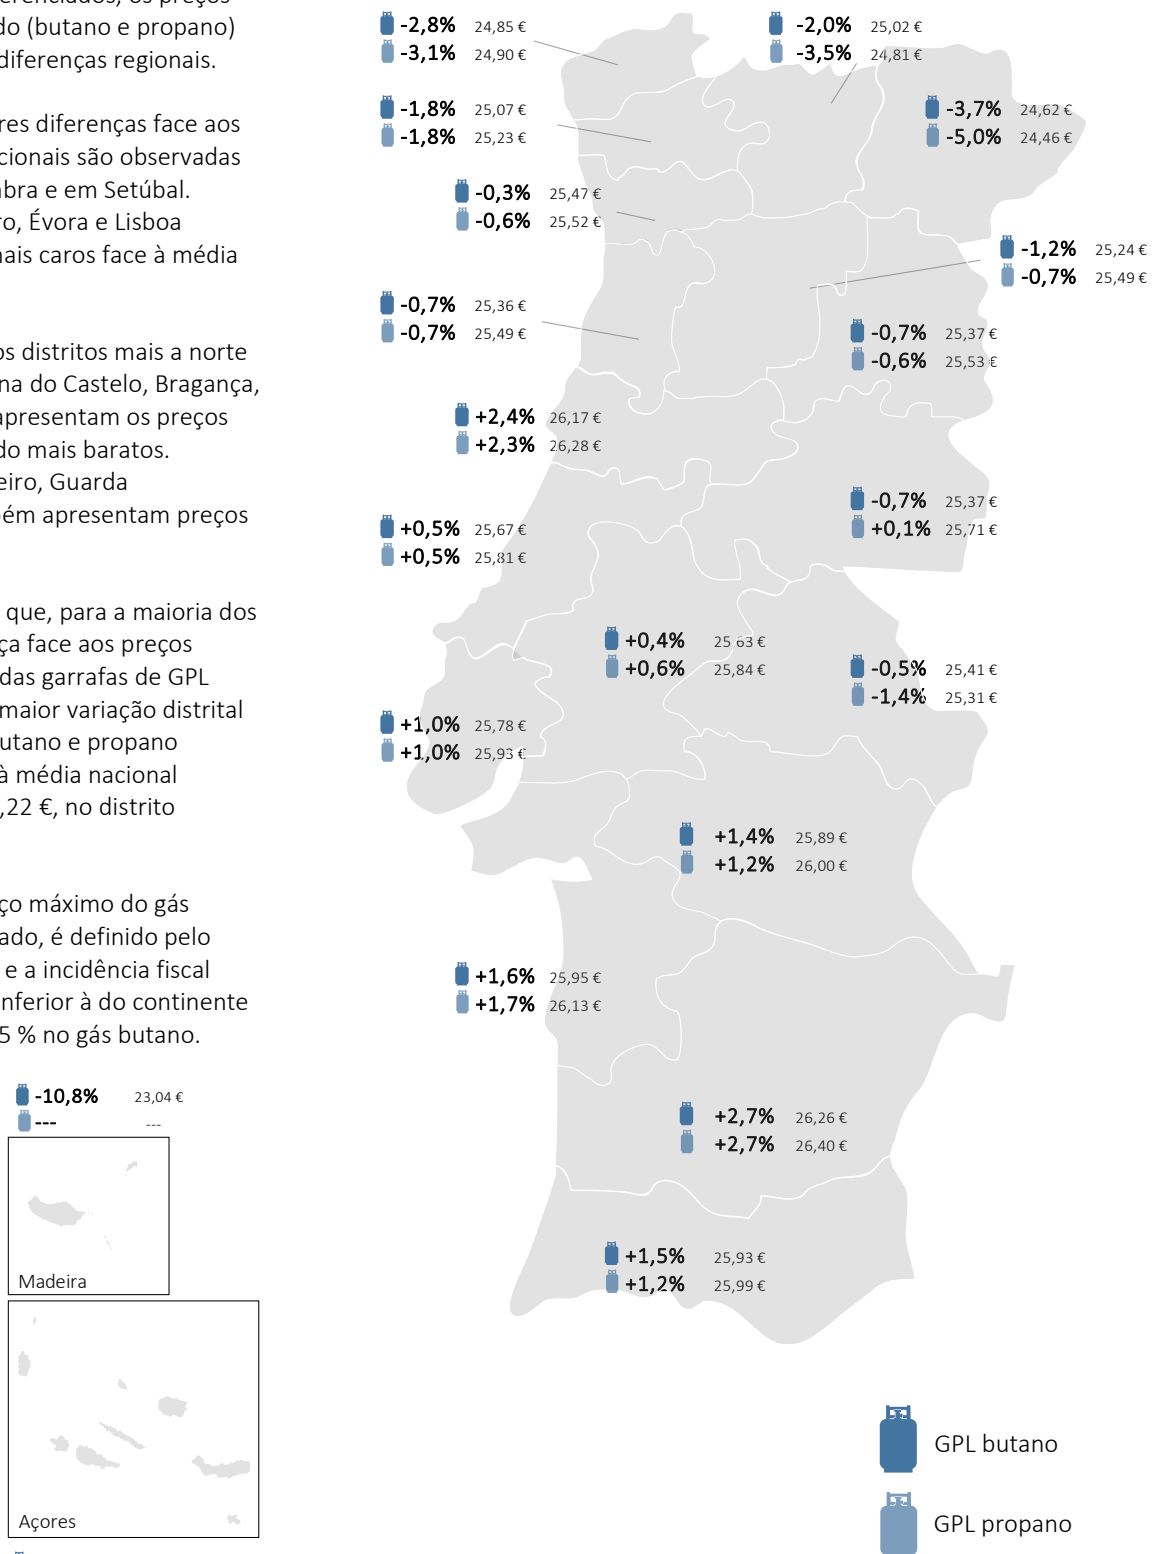 erenciados, os preços
do (butano e propano)
diferenças regionais.
res diferenças face aos
cionais são observadas
bra e em Setúbal.
ro, Évora e Lisboa
nais caros face à média
os distritos mais a norte
na do Castelo, Bragança,
apresentam os preços
do mais baratos.
eiro, Guarda
bém apresentam preços
que, para a maioria dos
ça face aos preços
das garrafas de GPL
maior variação distrital
utano e propano
à média nacional
,22 €, no distrito
ço máximo do gás
ado, é definido pelo
e a incidência fiscal
inferior à do continente
5 % no gás butano.
-2,8% 24,85 €
-3,1% 24,90 €
-2,0% 25,02 €
-3,5% 24,81 €
-1,8% 25,07 €
-1,8% 25,23 €
-3,7% 24,62 €
-5,0% 24,46 €
-0,3% 25,47 €
-0,6% 25,52 €
-1,2% 25,24 €
-0,7% 25,49 €
-0,7% 25,36 €
-0,7% 25,49 €
-0,7% 25,37 €
-0,6% 25,53 €
+2,4% 26,17 €
+2,3% 26,28 €
-0,7% 25,37 €
+0,1% 25,71 €
+0,5% 25,67 €
+0,5% 25,81 €
+0,4% 25,63 €
+0,6% 25,84 €
-0,5% 25,41 €
-1,4% 25,31 €
+1,0% 25,78 €
+1,0% 25,93 €
+1,4% 25,89 €
+1,2% 26,00 €
+1,6% 25,95 €
+1,7% 26,13 €
+2,7% 26,26 €
+2,7% 26,40 €
+1,5% 25,93 €
+1,2% 25,99 €
-10,8% 23,04 €
--- ---
Madeira
Açores
GPL butano
GPL propano